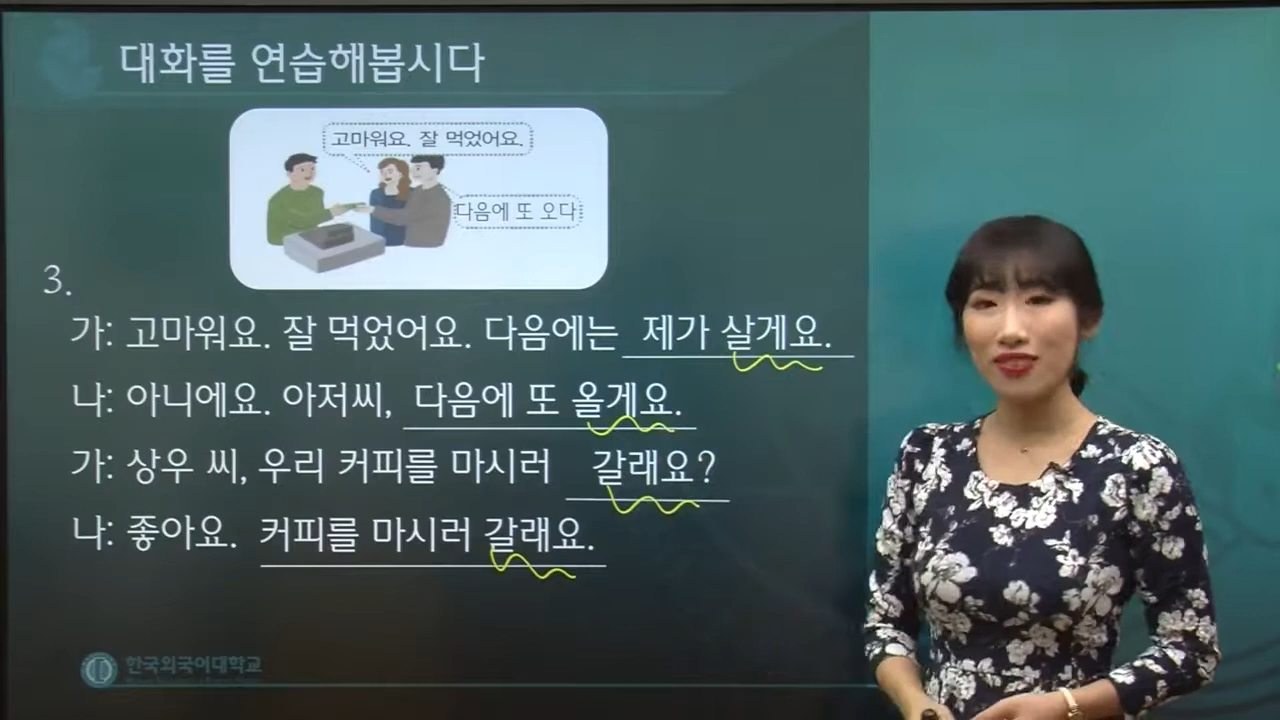 대화를 연습해봅시다
고마워요. 잘 먹었어요.
다음에 또 오다
3.
가: 고마워요. 잘 먹었어요. 다음에는 제가 살게요.
나: 아니에요. 아저씨, 다음에 또 올게요.
가: 상우 씨, 우리 커피를 마시러 갈래요?
나: 좋아요. 커피를 마시러 갈래요.
한국외국어대학교